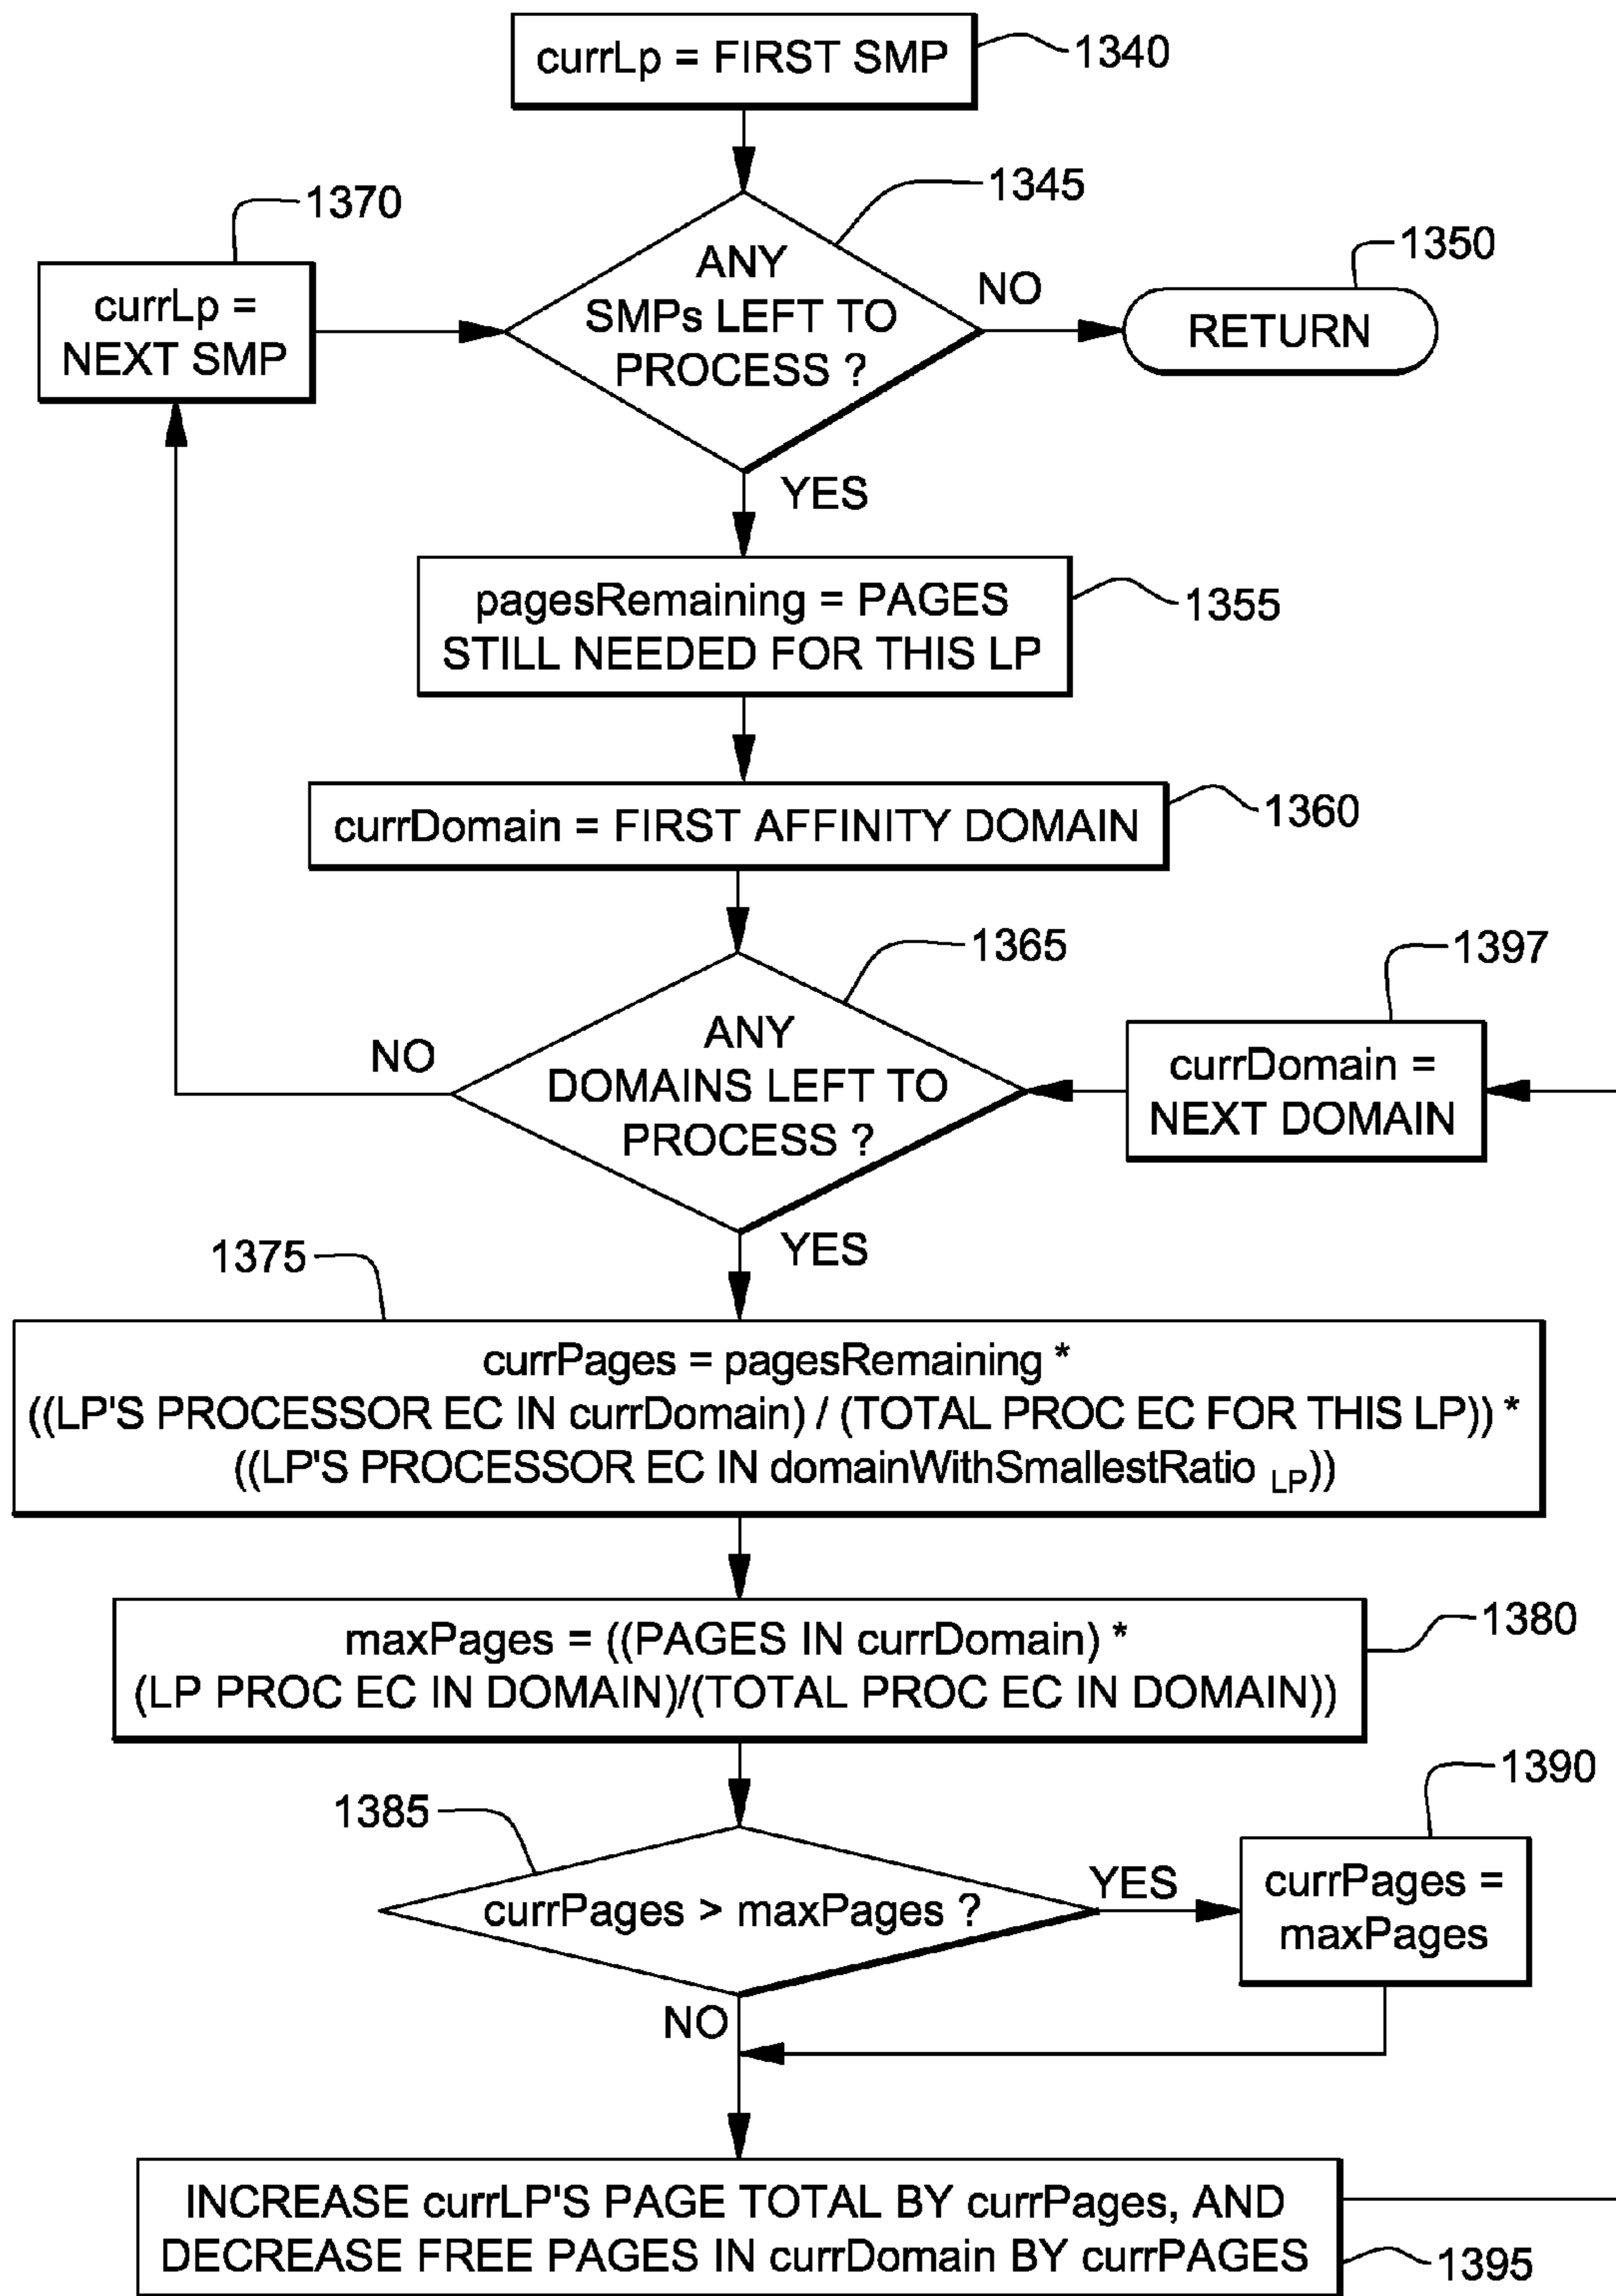 currLp = FIRST SMP
1340
1345
1370
1350
currLp =
NEXT SMP
ANY
SMPs LEFT TO
PROCESS ?
NO
RETURN
YES
pagesRemaining = PAGES
STILL NEEDED FOR THIS LP
1355
currDomain = FIRST AFFINITY DOMAIN
1360
1365
1397
NO
ANY
DOMAINS LEFT TO
PROCESS ?
currDomain =
NEXT DOMAIN
YES
1375
currPages = pagesRemaining *
((LP'S PROCESSOR EC IN currDomain) / (TOTAL PROC EC FOR THIS LP)) *
((LP'S PROCESSOR EC IN domainWithSmallestRatio LP))
maxPages = ((PAGES IN currDomain) *
(LP PROC EC IN DOMAIN)/(TOTAL PROC EC IN DOMAIN))
1380
1385
1390
currPages > maxPages ?
YES
currPages =
maxPages
NO
INCREASE currLP'S PAGE TOTAL BY currPages, AND
DECREASE FREE PAGES IN currDomain BY currPAGES
1395